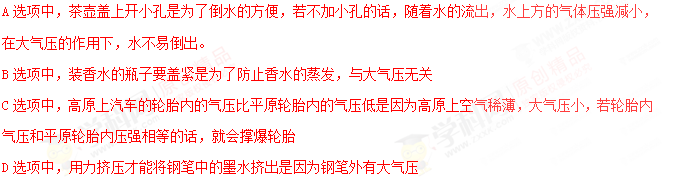 A 选项中，茶壶盖上开小孔是为了倒水的方便，若不加小孔的话，随着水的流出，水上方的气体压强减小，
在大气压的作用下，水不易倒出。
B 选项中，装香水的瓶子要盖紧是为了防止香水的蒸发，与大气压无关
C 选项中，高原上汽车的轮胎内的气压比平原轮胎内的气压低是因为高原上空气稀薄，大气压小，若轮胎内
气压和平原轮胎内压强相等的话，就会撑爆轮胎
D 选项中，用力挤压才能将钢笔中的墨水挤出是因为钢笔外有大气压